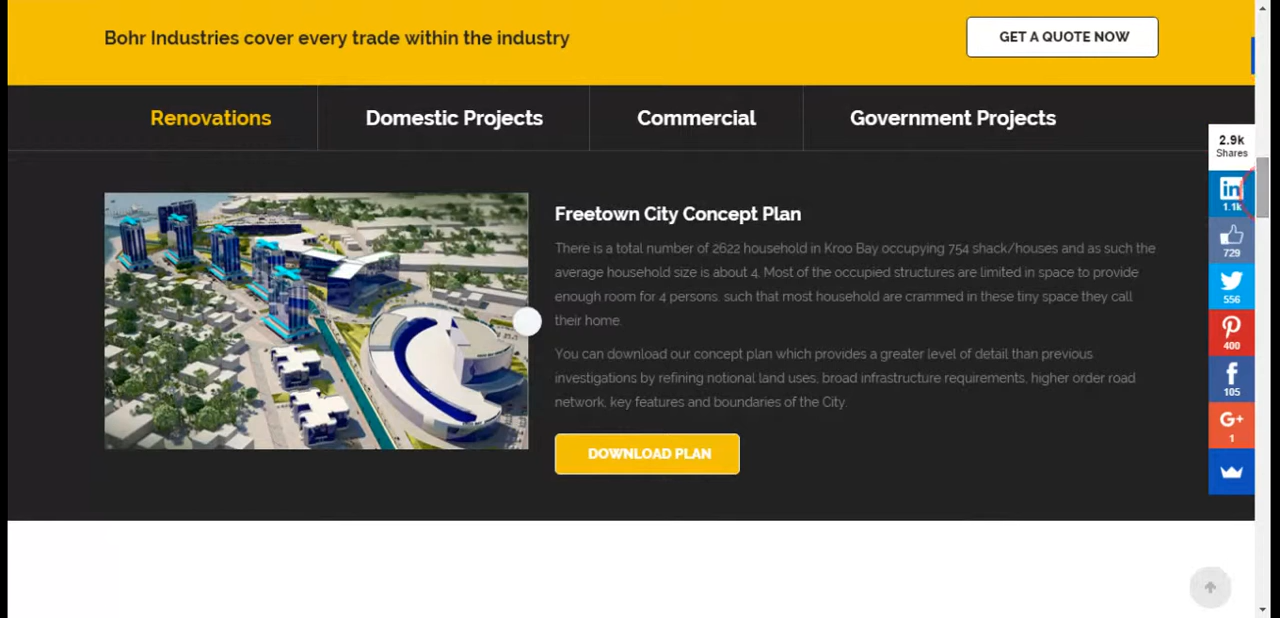 Bohr Industries cover every trade within the industry
GET A QUOTE NOW
Renovations
Domestic Projects
Commercial
Government Projects
2.9k
Shares
in
1.1k
729
556
400
f
105
G+
1
Freetown City Concept Plan
There is a total number of 2622 household in Kroo Bay occupying 754 shack/houses and as such the
average household size is about 4. Most of the occupied structures are limited in space to provide
enough room for 4 persons. such that most household are crammed in these tiny space they call
their home.
You can download our concept plan which provides a greater level of detail than previous
investigations by refining notional land uses, broad infrastructure requirements, higher order road
network, key features and boundaries of the City.
DOWNLOAD PLAN